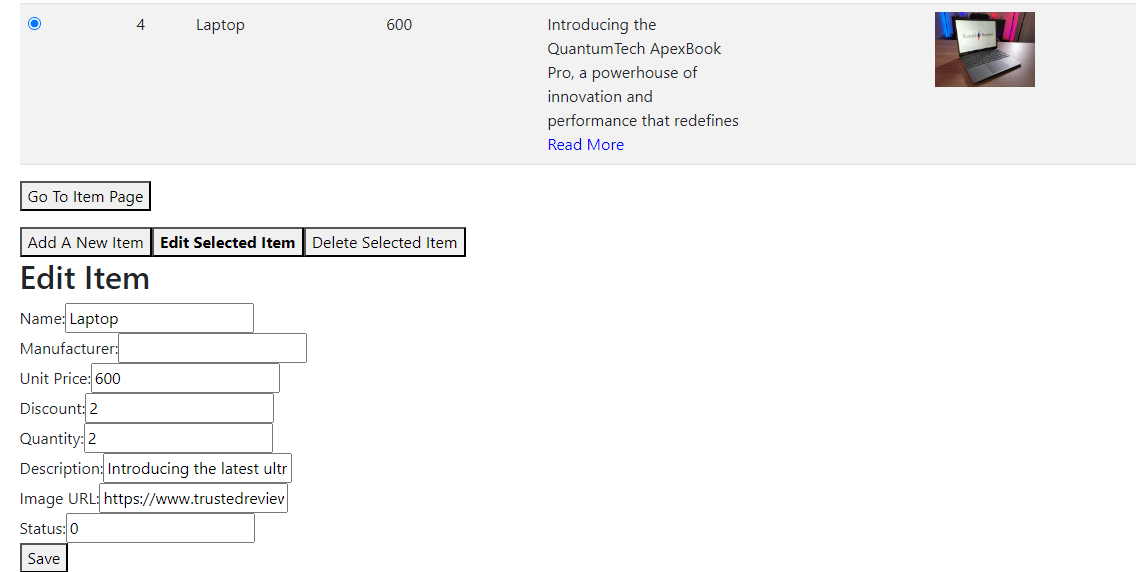 4 Laptop 600 Introducing the
QuantumTech ApexBook
Pro, a powerhouse of
innovation and
performance that redefines
Read More
Go To Item Page
Add A New Item Edit Selected Item Delete Selected Item
Edit Item
Name: Laptop
Manufacturer:
Unit Price: 600
Discount: 2
Quantity: 2
Description: Introducing the latest ultr
Image URL: https://www.trustedreview
Status: 0
Save